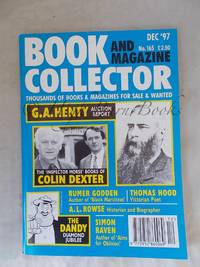 DEC '97
BOOK
AND
MAGAZINE
No.165 £2.50
COLLECTOR
THOUSANDS OF BOOKS & MAGAZINES FOR SALE & WANTED
G.A.HENTY
AUCTION
REPORT
THE 'INSPECTOR MORSE' BOOKS OF
COLIN DEXTER
RUMER GODDEN
Author of 'Black Narcissus'
THOMAS HOOD
Victorian Poet
A.L. ROWSE Historian and Biographer
THE
DANDY
DIAMOND
JUBILEE
SIMON
RAVEN
Author of 'Alms
for Oblivion'
Books